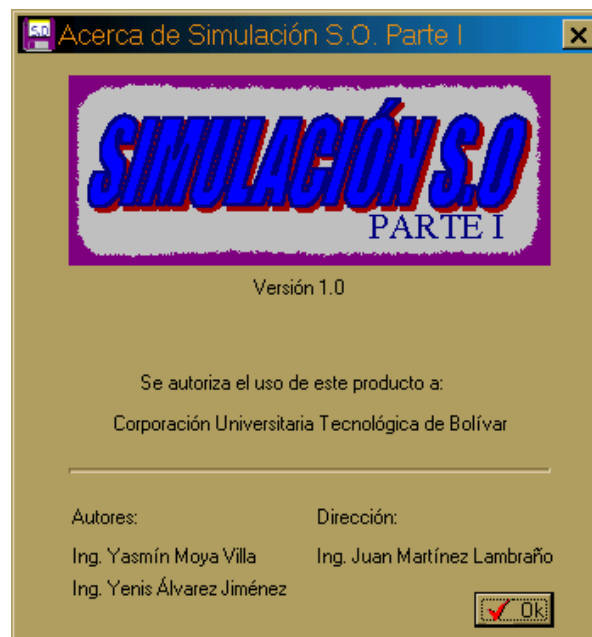 S.O
Acerca de Simulación S.O. Parte I
SIMULACIÓN S.O
PARTE I
Versión 1.0
Se autoriza el uso de este producto a:
Corporación Universitaria Tecnológica de Bolívar
Autores:
Dirección:
Ing. Yasmín Moya Villa
Ing. Juan Martínez Lambraño
Ing. Yenis Álvarez Jiménez
Ok